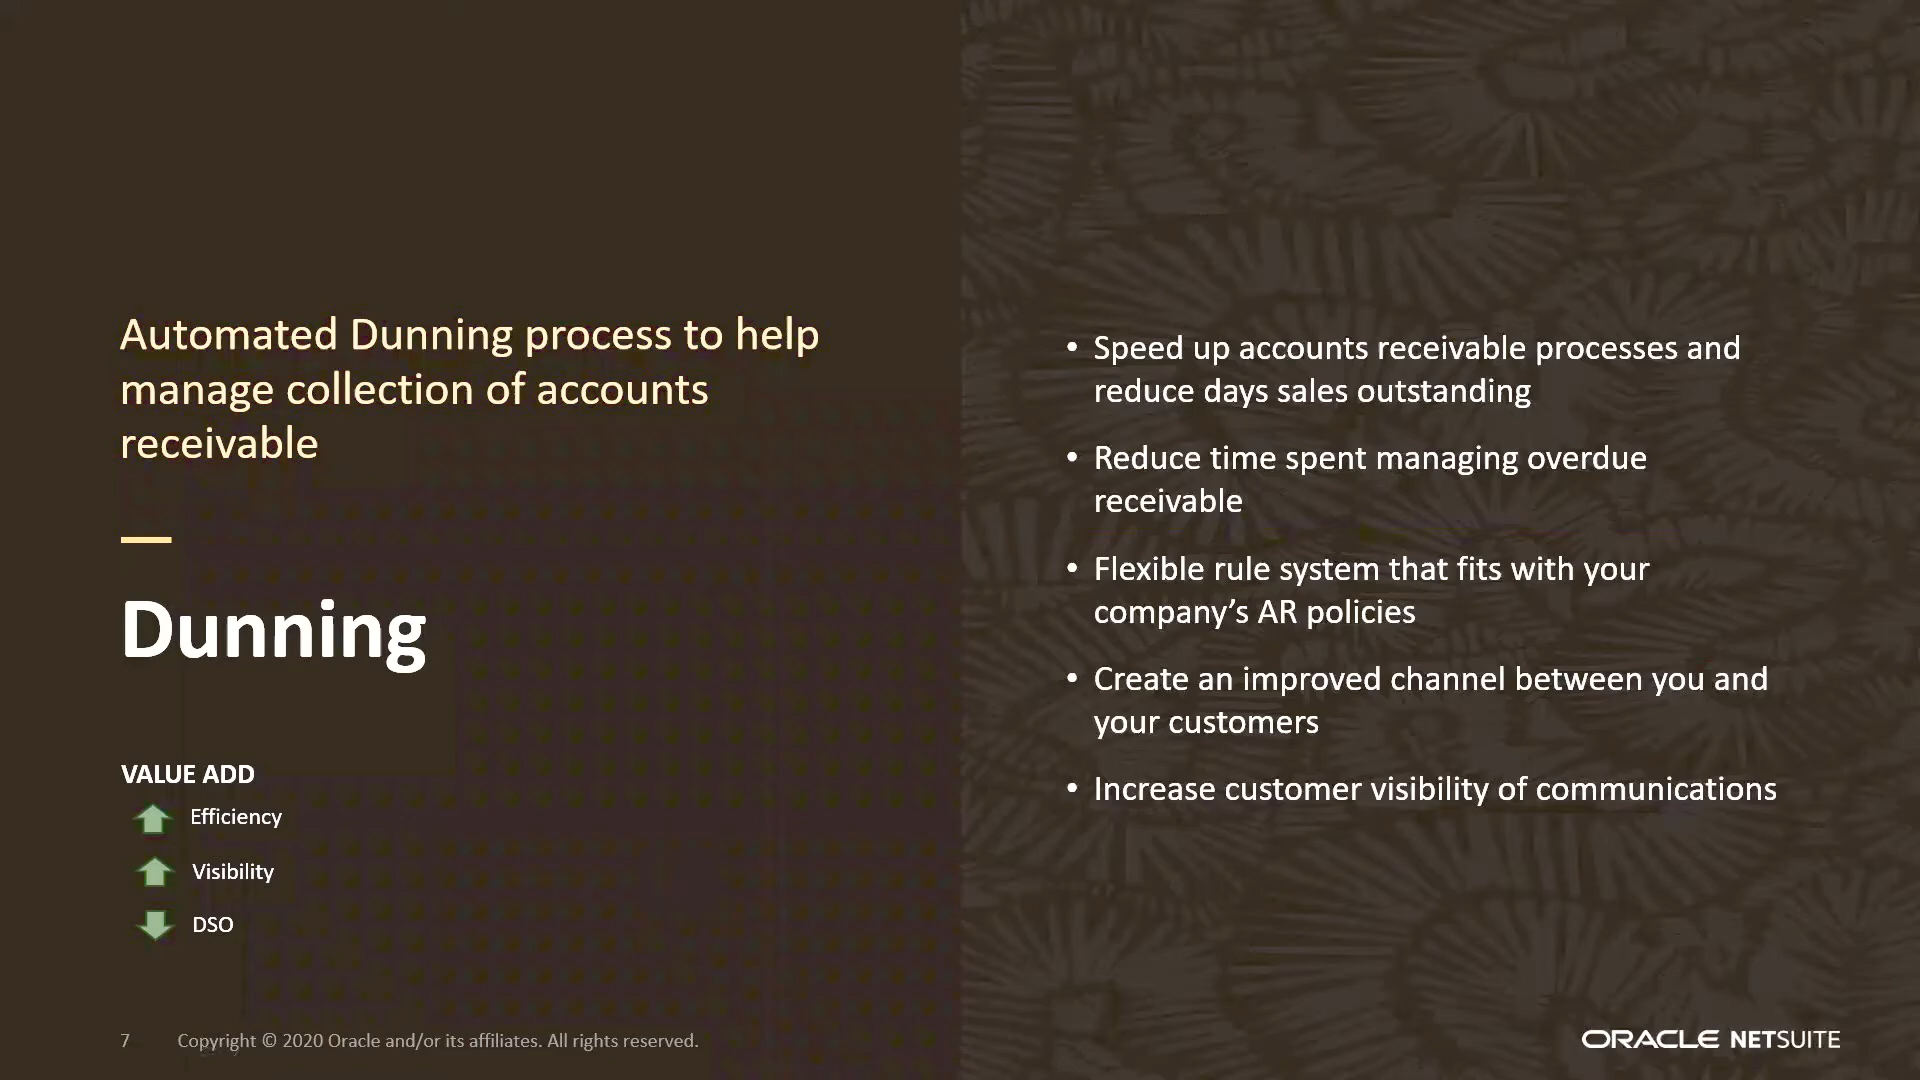 Automated Dunning process to help
manage collection of accounts
receivable
Dunning
VALUE ADD
Efficiency
Visibility
DSO
• Speed up accounts receivable processes and
reduce days sales outstanding
• Reduce time spent managing overdue
receivable
• Flexible rule system that fits with your
company’s AR policies
• Create an improved channel between you and
your customers
• Increase customer visibility of communications
7 Copyright © 2020 Oracle and/or its affiliates. All rights reserved.
ORACLE NETSUITE